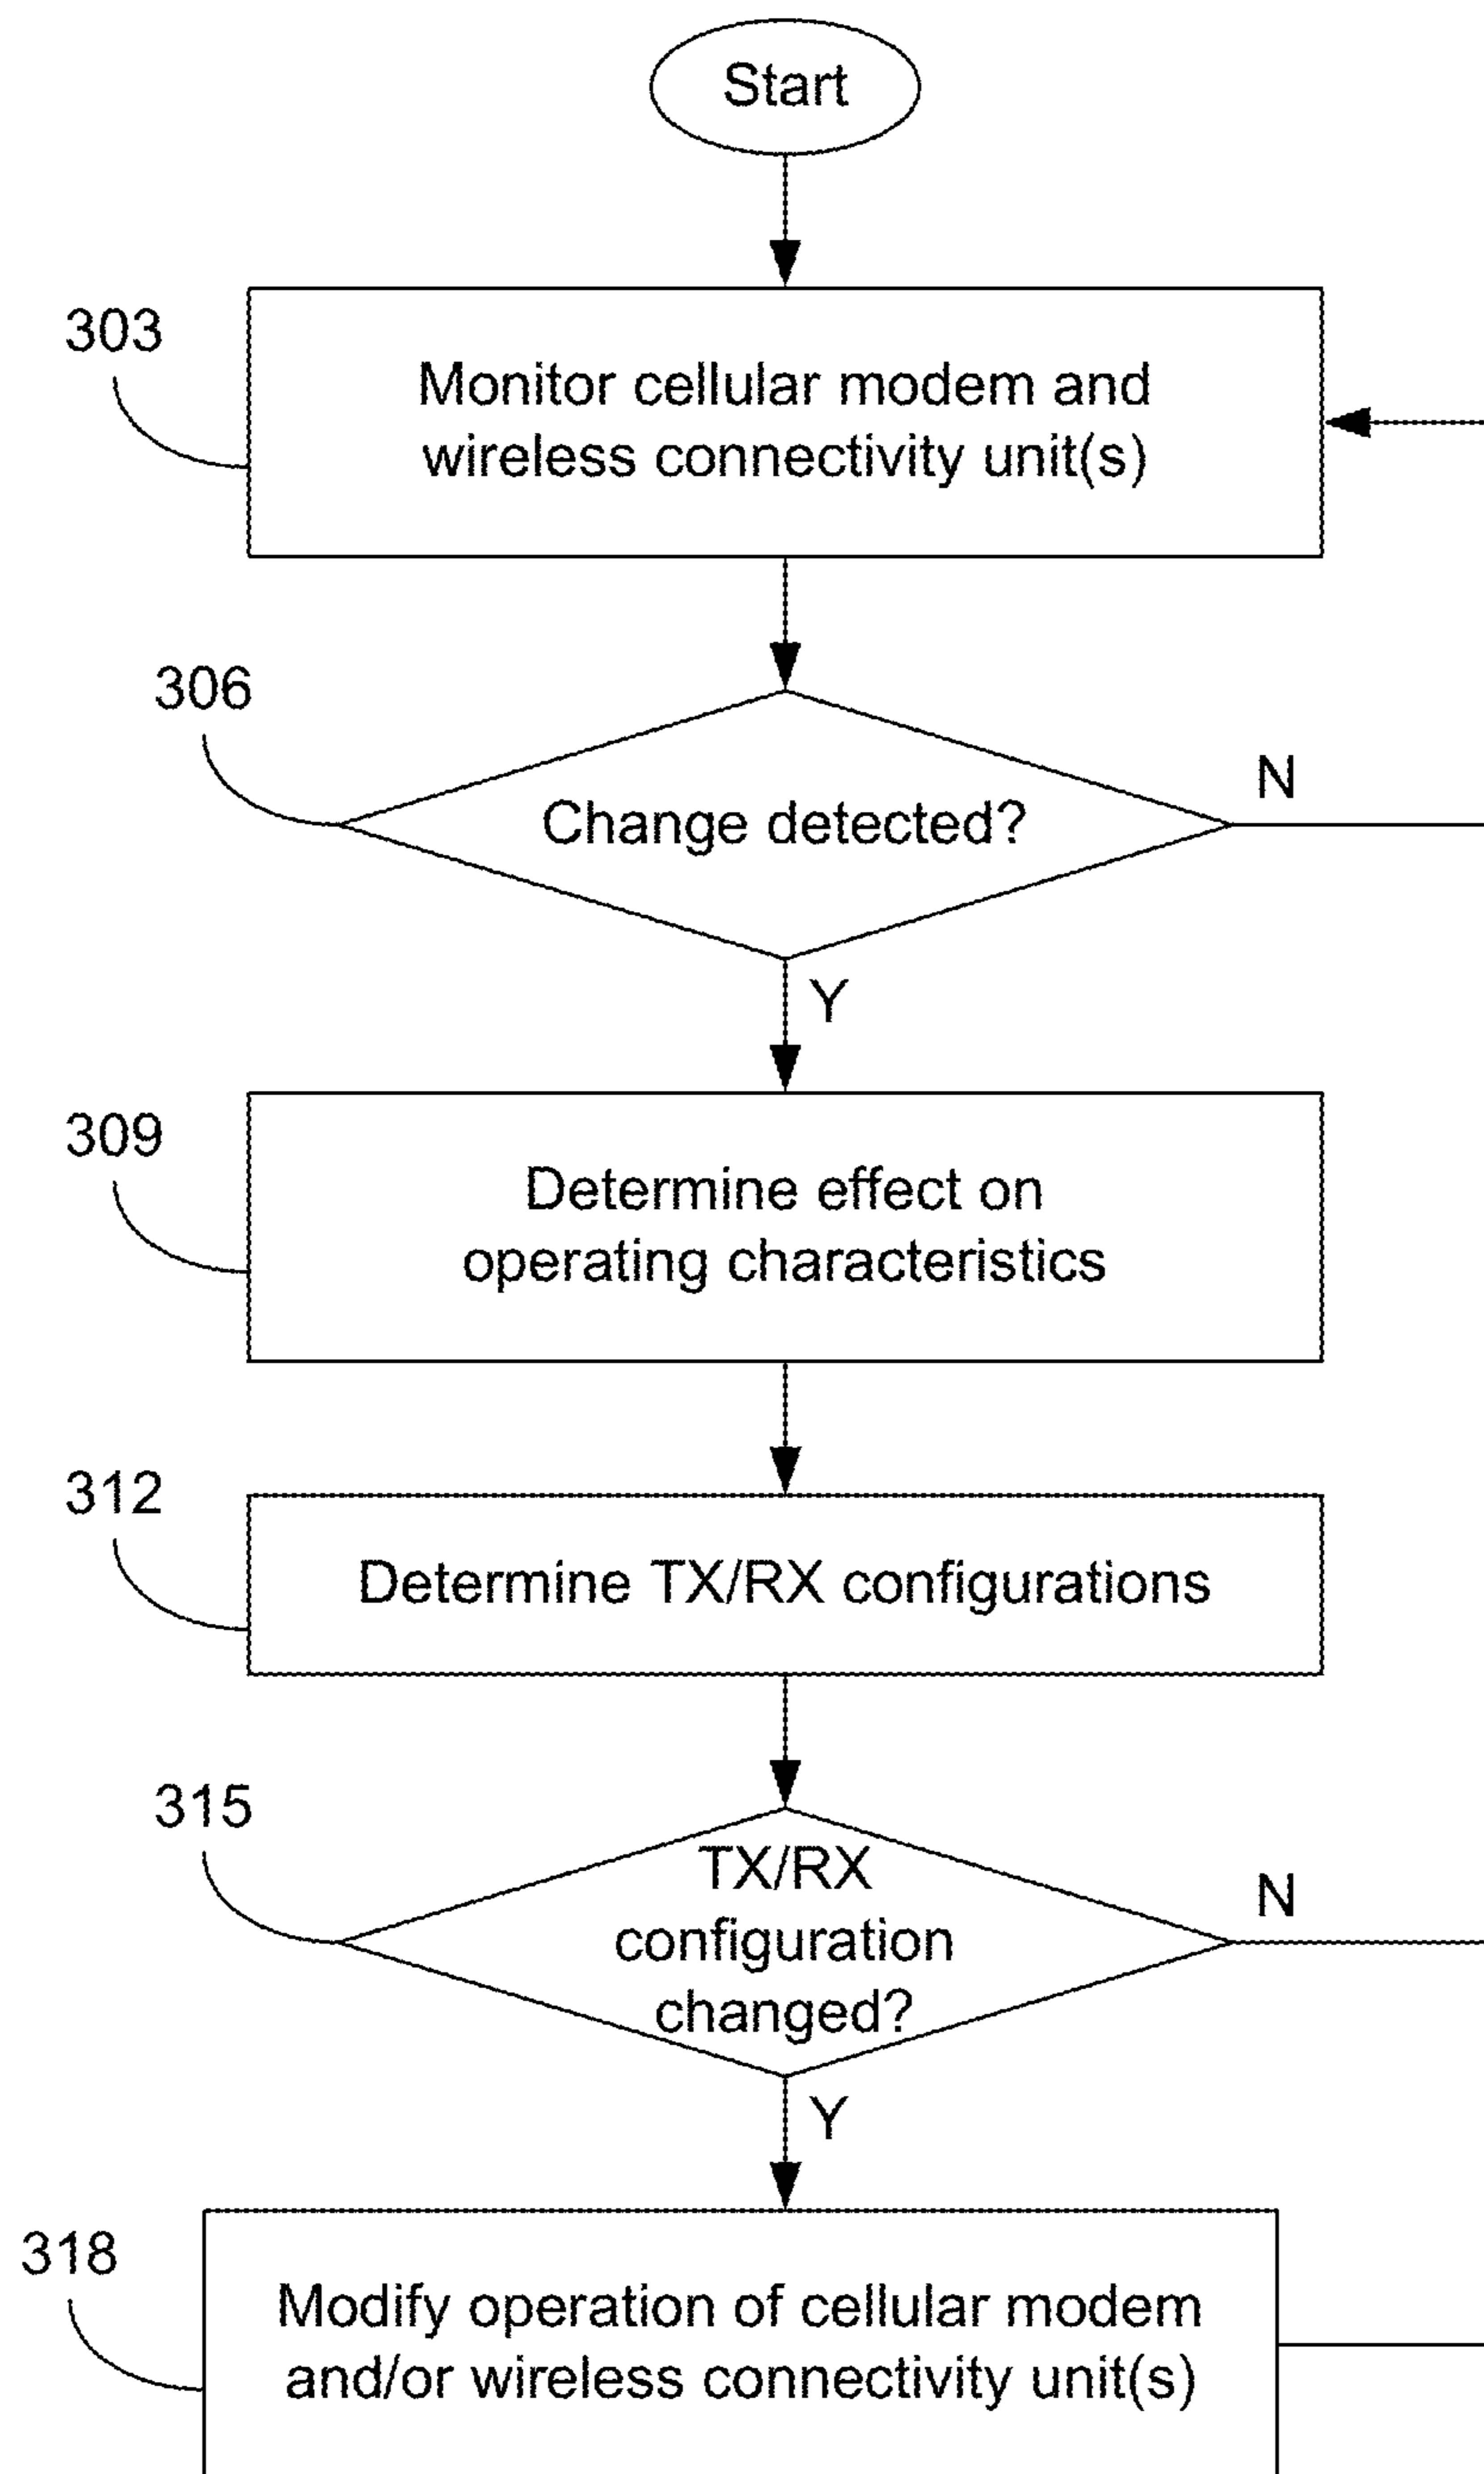 Start
303
Monitor cellular modem and
wireless connectivity unit(s)
306
Change detected?
N
Y
309
Determine effect on
operating characteristics
312
Determine TX/RX configurations
315
TX/RX
configuration
changed?
N
Y
318
Modify operation of cellular modem
and/or wireless connectivity unit(s)